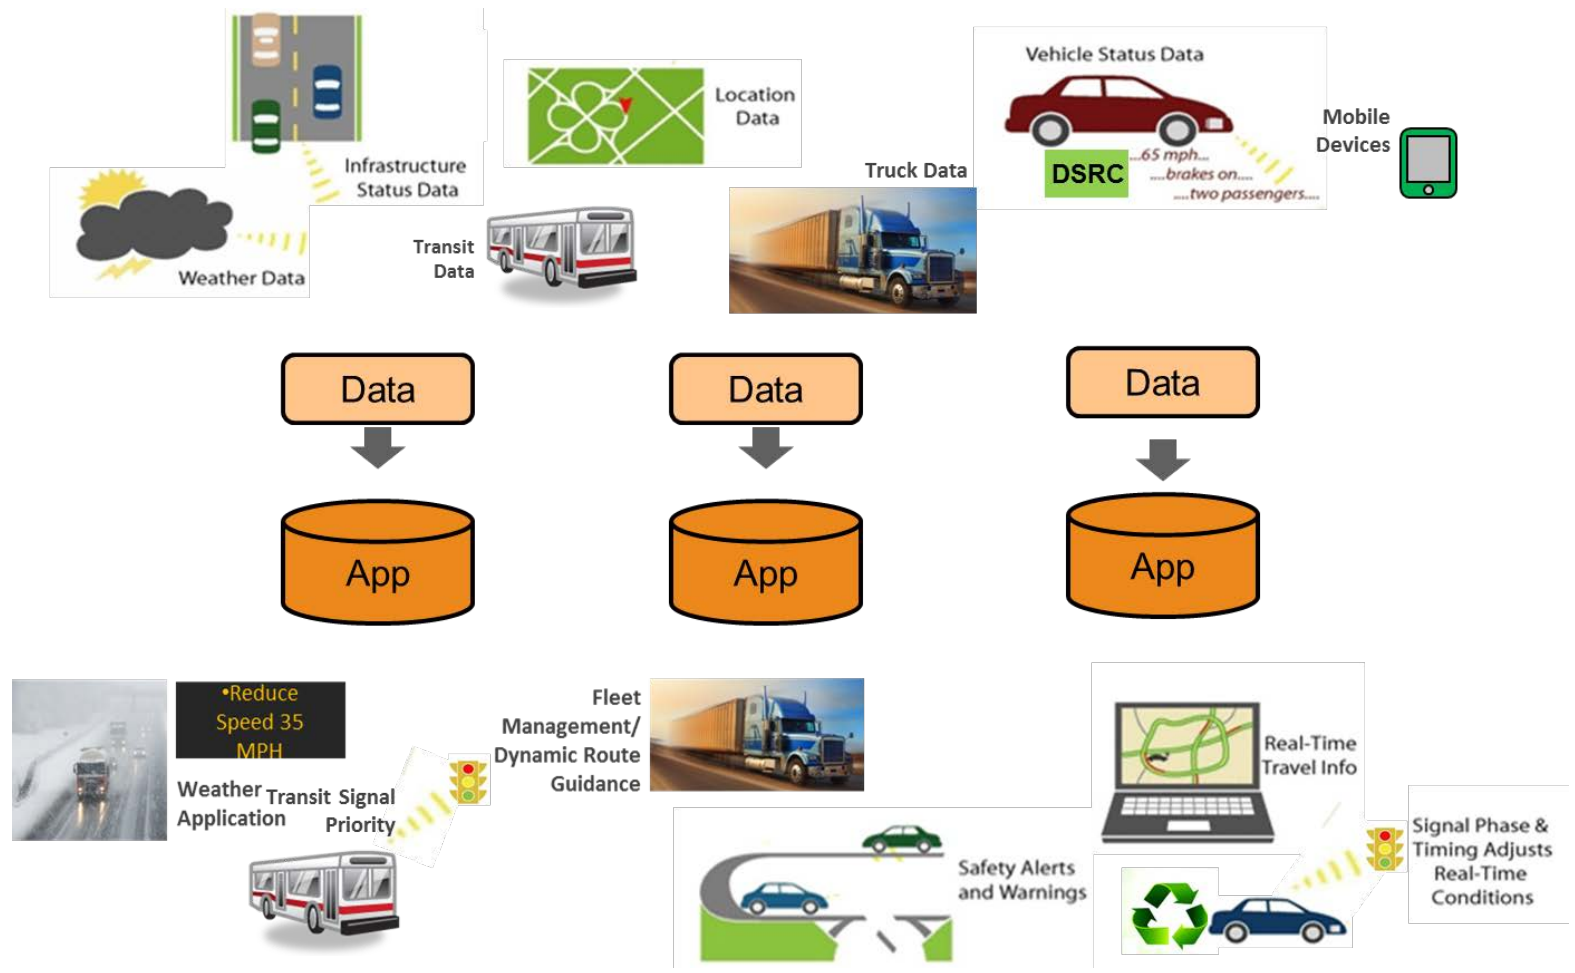 Infrastructure
Status Data
Weather Data
Location
Data
Transit
Data
Truck Data
Vehicle Status Data
DSRC
...65 mph...
....brakes on....
....two passengers....
Mobile
Devices
Data
Data
Data
App
App
App
•Reduce
Speed 35
MPH
Weather
Application
Transit Signal
Priority
Fleet
Management/
Dynamic Route
Guidance
Safety Alerts
and Warnings
Real-Time
Travel Info
Signal Phase &
Timing Adjusts
Real-Time
Conditions